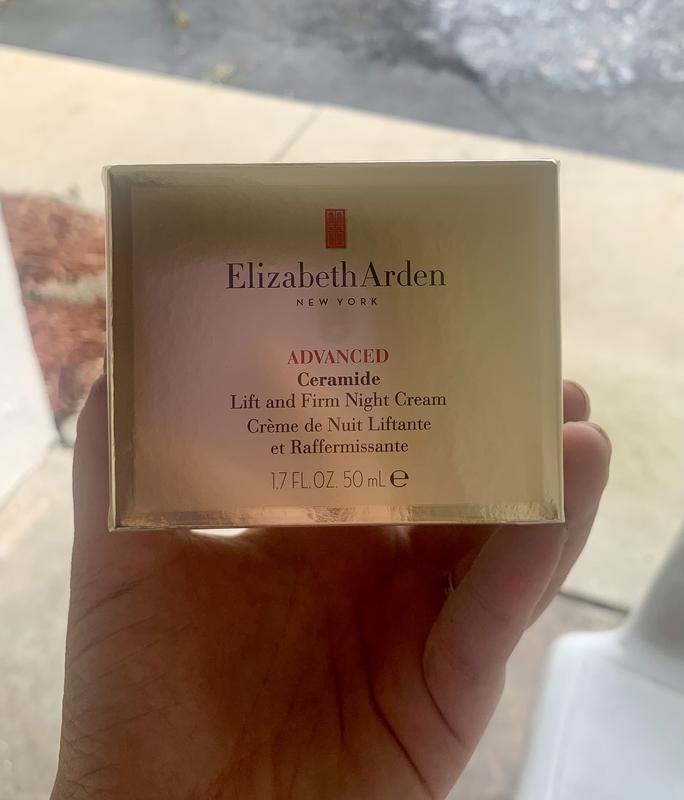 ElizabethArden
NEW YORK
ADVANCED
Ceramide
Lift and Firm Night Cream
Crème de Nuit Liftante
et Raffermissante
1.7 FL.OZ. 50 mL ℮